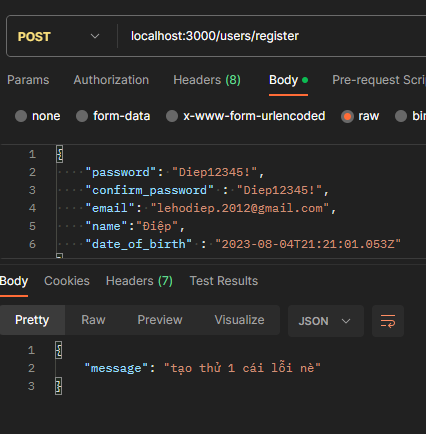 POST localhost:3000/users/register
Params Authorization Headers (8) Body Pre-request Scri
none form-data x-www-form-urlencoded raw bin
1 {
2 "password": "Diep12345!",
3 "confirm_password" : "Diep12345!",
4 "email": "lehodiep.2012@gmail.com",
5 "name":"Điệp",
6 "date_of_birth" : "2023-08-04T21:21:01.053Z"
Body Cookies Headers (7) Test Results
Pretty Raw Preview Visualize JSON
1 {
2 "message": "tạo thử 1 cái lỗi nè"
3 }